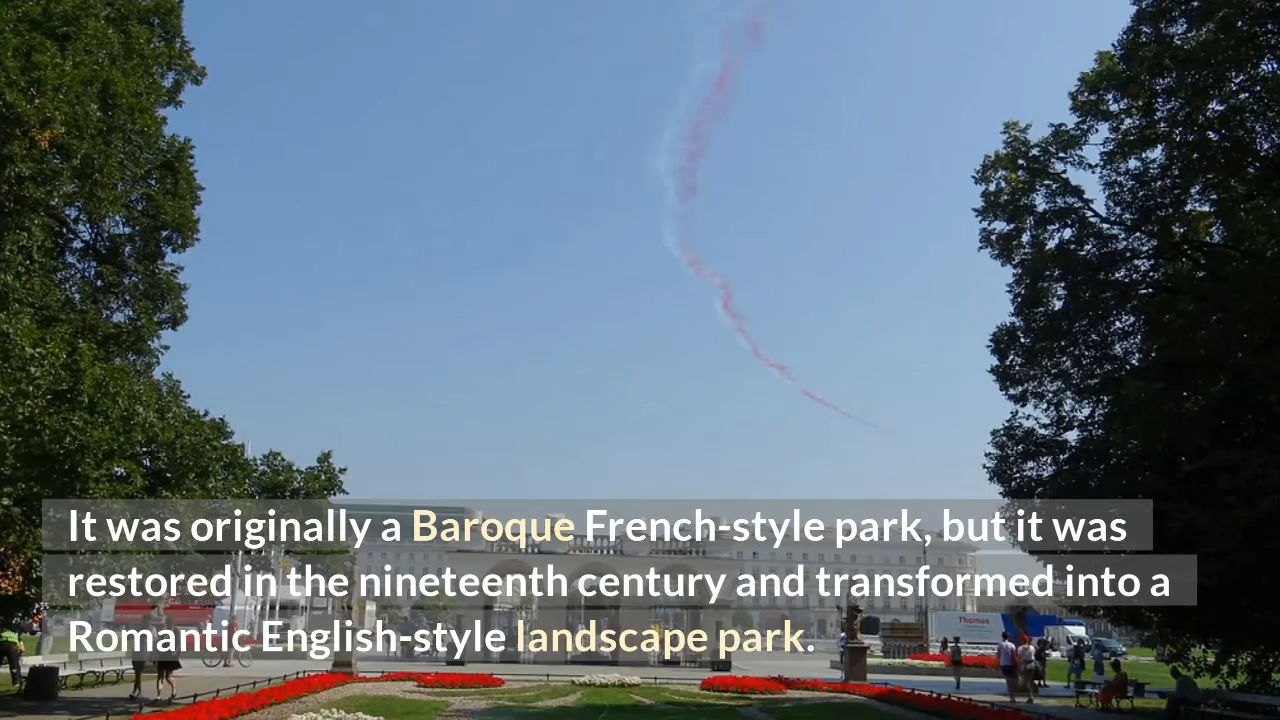 It was originally a Baroque French-style park, but it was
restored in the nineteenth century and transformed into a
Romantic English-style landscape park.
Thomas